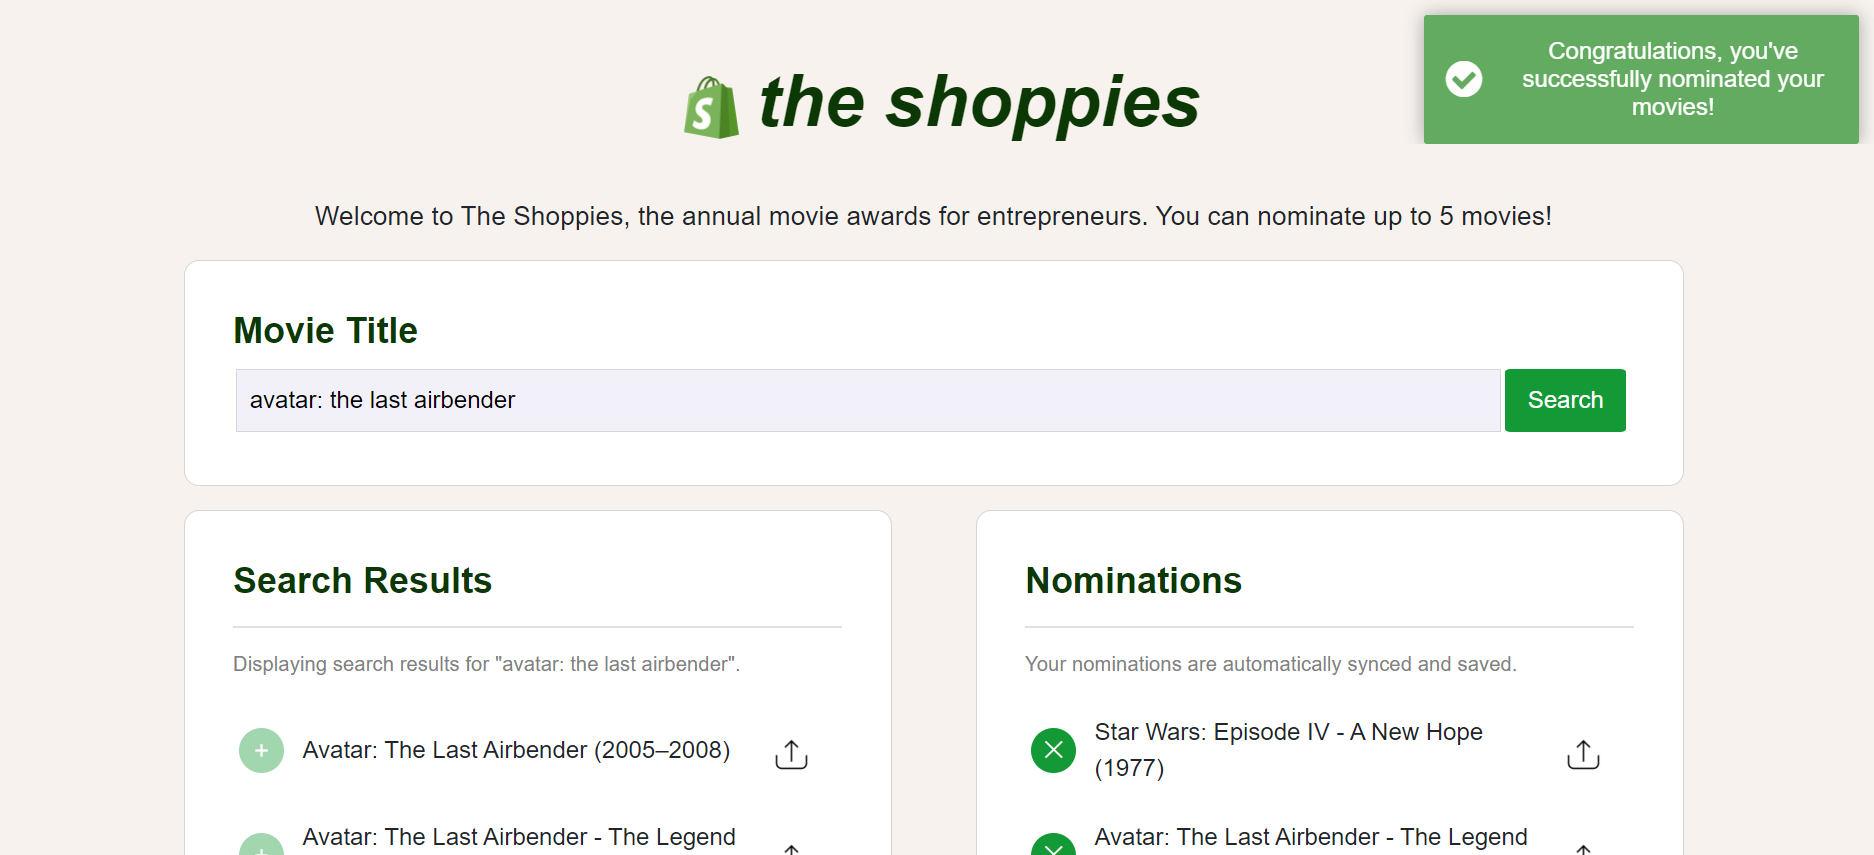 Congratulations, you've
successfully nominated your
movies!
the shoppies
Welcome to The Shoppies, the annual movie awards for entrepreneurs. You can nominate up to 5 movies!
Movie Title
avatar: the last airbender
Search
Search Results
Displaying search results for "avatar: the last airbender".
Avatar: The Last Airbender (2005–2008)
Avatar: The Last Airbender - The Legend
Nominations
Your nominations are automatically synced and saved.
Star Wars: Episode IV - A New Hope
(1977)
Avatar: The Last Airbender - The Legend